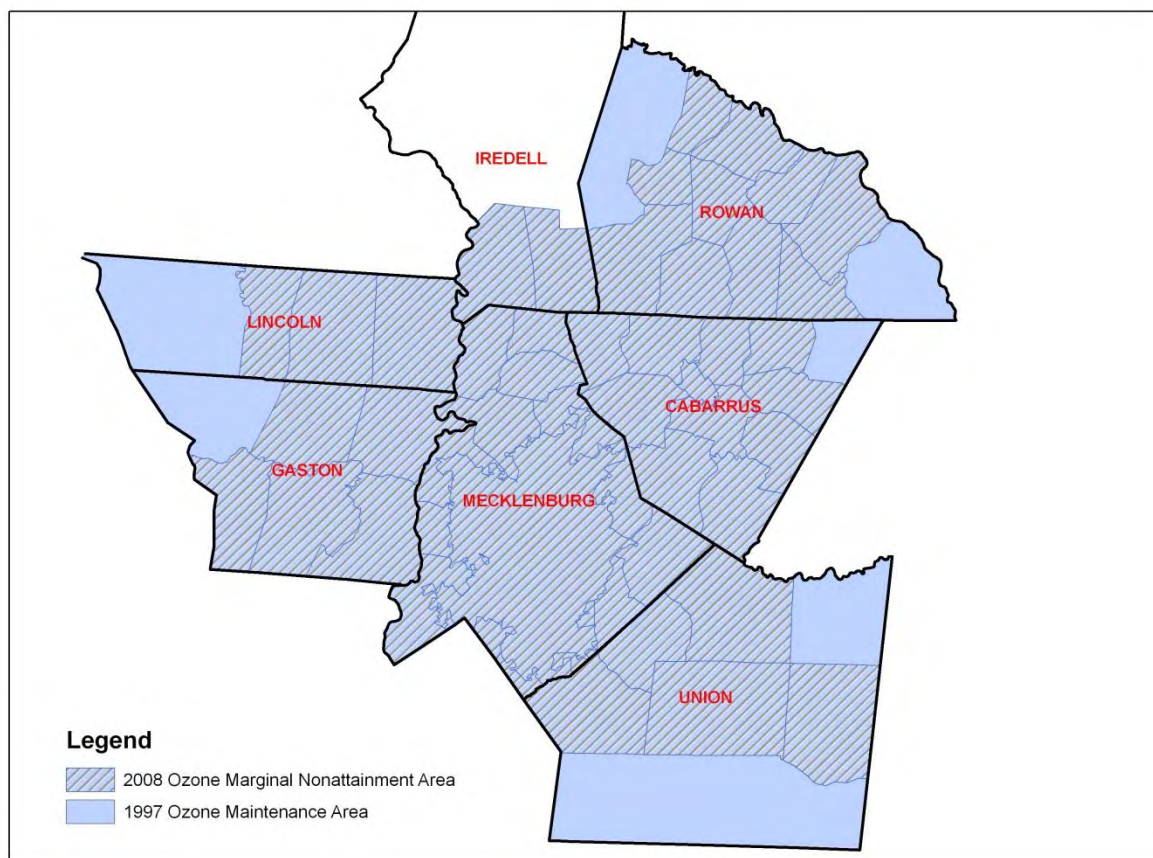 IREDELL
ROWAN
LINCOLN
CABARRUS
GASTON
MECKLENBURG
UNION
Legend
2008 Ozone Marginal Nonattainment Area
1997 Ozone Maintenance Area